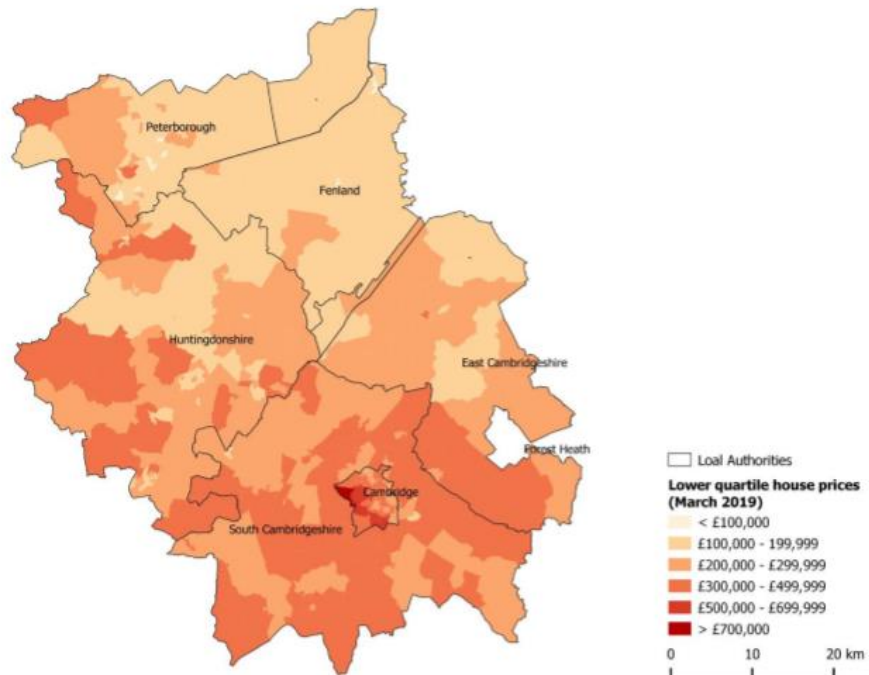 Peterborough
Fenland
Huntingdonshire
East Cambridgeshire
Forest Heath
Cambridge
South Cambridgeshire
Loal Authorities
Lower quartile house prices
(March 2019)
< £100,000
£100,000 - 199,999
£200,000 - £299,999
£300,000 - £499,999
£500,000 - £699,999
> £700,000
0 10 20 km